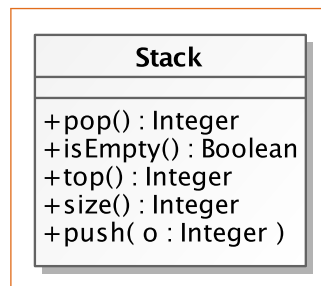 Stack
+pop() : Integer
+isEmpty() : Boolean
+top() : Integer
+size() : Integer
+push( o : Integer )